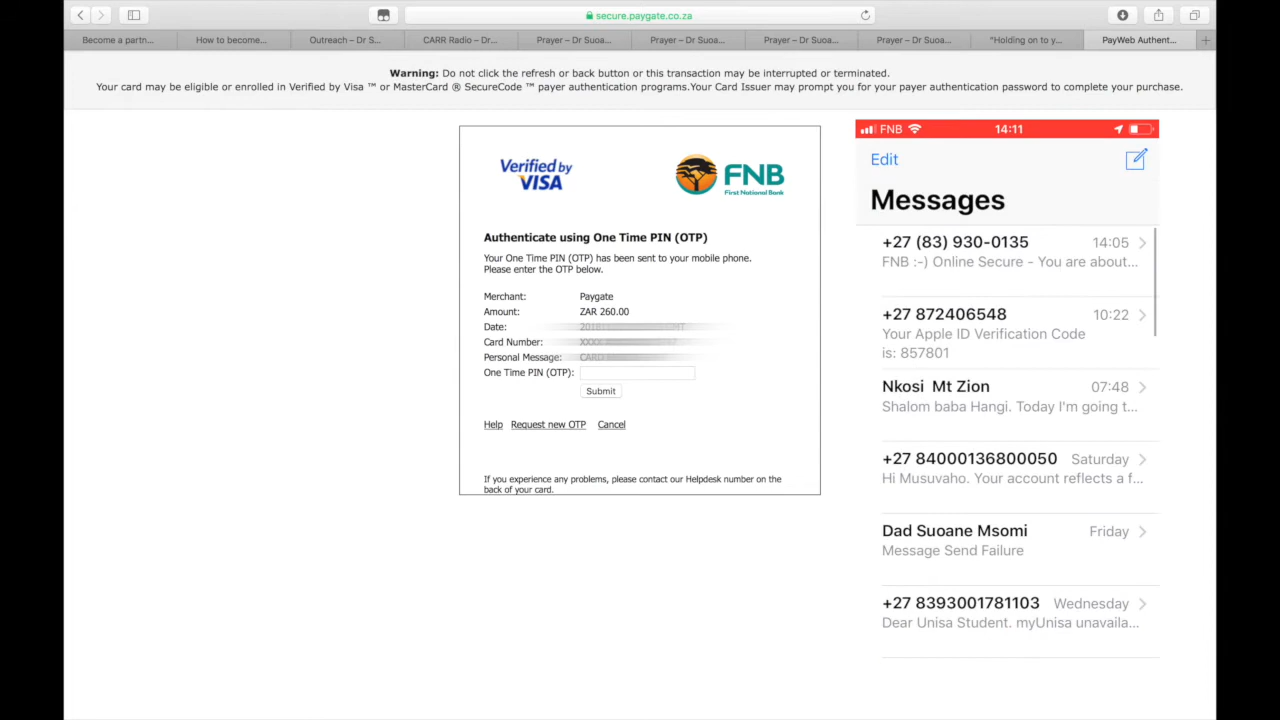 secure.paygate.co.za
Become a partn...
How to become...
Outreach – Dr S...
CARR Radio – Dr...
Prayer – Dr Suoa...
Prayer – Dr Suoa...
Prayer – Dr Suoa...
Prayer – Dr Suoa...
"Holding on to y...
PayWeb Authent...
Warning: Do not click the refresh or back button or this transaction may be interrupted or terminated.
Your card may be eligible or enrolled in Verified by Visa ™ or MasterCard ® SecureCode ™ payer authentication programs.Your Card Issuer may prompt you for your payer authentication password to complete your purchase.
Verified by
VISA
FNB
First National Bank
Authenticate using One Time PIN (OTP)
Your One Time PIN (OTP) has been sent to your mobile phone.
Please enter the OTP below.
Merchant: Paygate
Amount: ZAR 260.00
Date:
Card Number:
Personal Message: CARD
One Time PIN (OTP):
Submit
Help Request new OTP Cancel
If you experience any problems, please contact our Helpdesk number on the
back of your card.
FNB 14:11
Edit
Messages
+27 (83) 930-0135 14:05
FNB :-) Online Secure - You are about...
+27 872406548 10:22
Your Apple ID Verification Code
is: 857801
Nkosi Mt Zion 07:48
Shalom baba Hangi. Today I'm going t...
+27 84000136800050 Saturday
Hi Musuvaho. Your account reflects a f...
Dad Suoane Msomi Friday
Message Send Failure
+27 8393001781103 Wednesday
Dear Unisa Student. myUnisa unavaila...